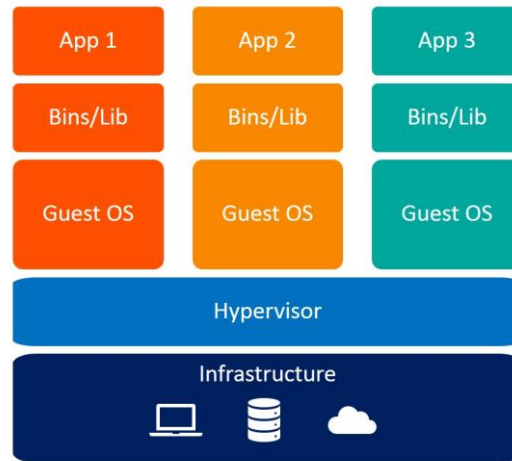 App 1
App 2
App 3
Bins/Lib
Bins/Lib
Bins/Lib
Guest OS
Guest OS
Guest OS
Hypervisor
Infrastructure